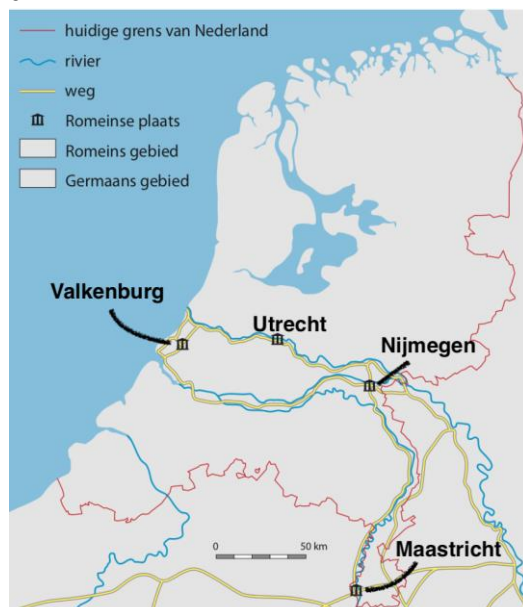 huidige grens van Nederland
rivier
weg
Romeinse plaats
Romeins gebied
Germaans gebied
Valkenburg
Utrecht
Nijmegen
0 50 km
Maastricht